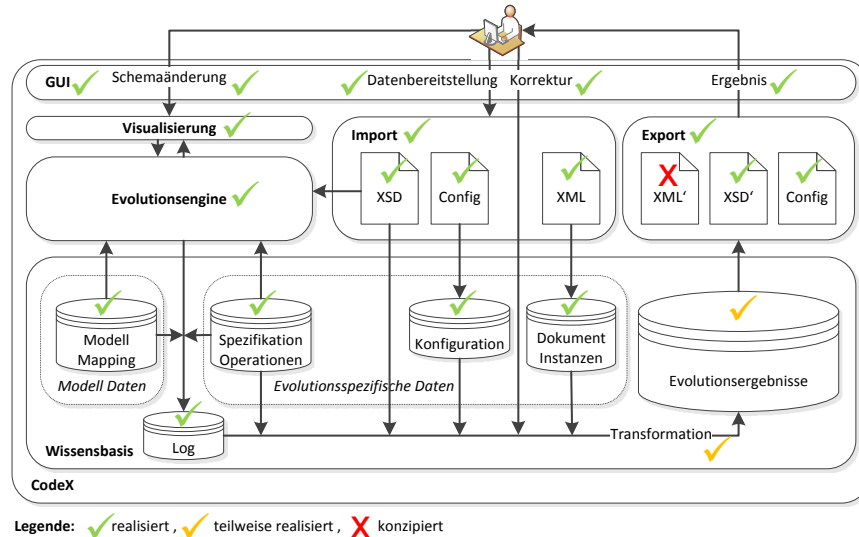 GUI
Schemaänderung
Datenbereitstellung
Korrektur
Ergebnis
Visualisierung
Import
Export
Evolutionsengine
XSD
Config
XML
XML‘
XSD‘
Config
Modell
Mapping
Spezifikation
Operationen
Konfiguration
Dokument
Instanzen
Evolutionsergebnisse
Modell Daten
Evolutionsspezifische Daten
Log
Transformation
Wissensbasis
CodeX
Legende: realisiert , teilweise realisiert , konzipiert